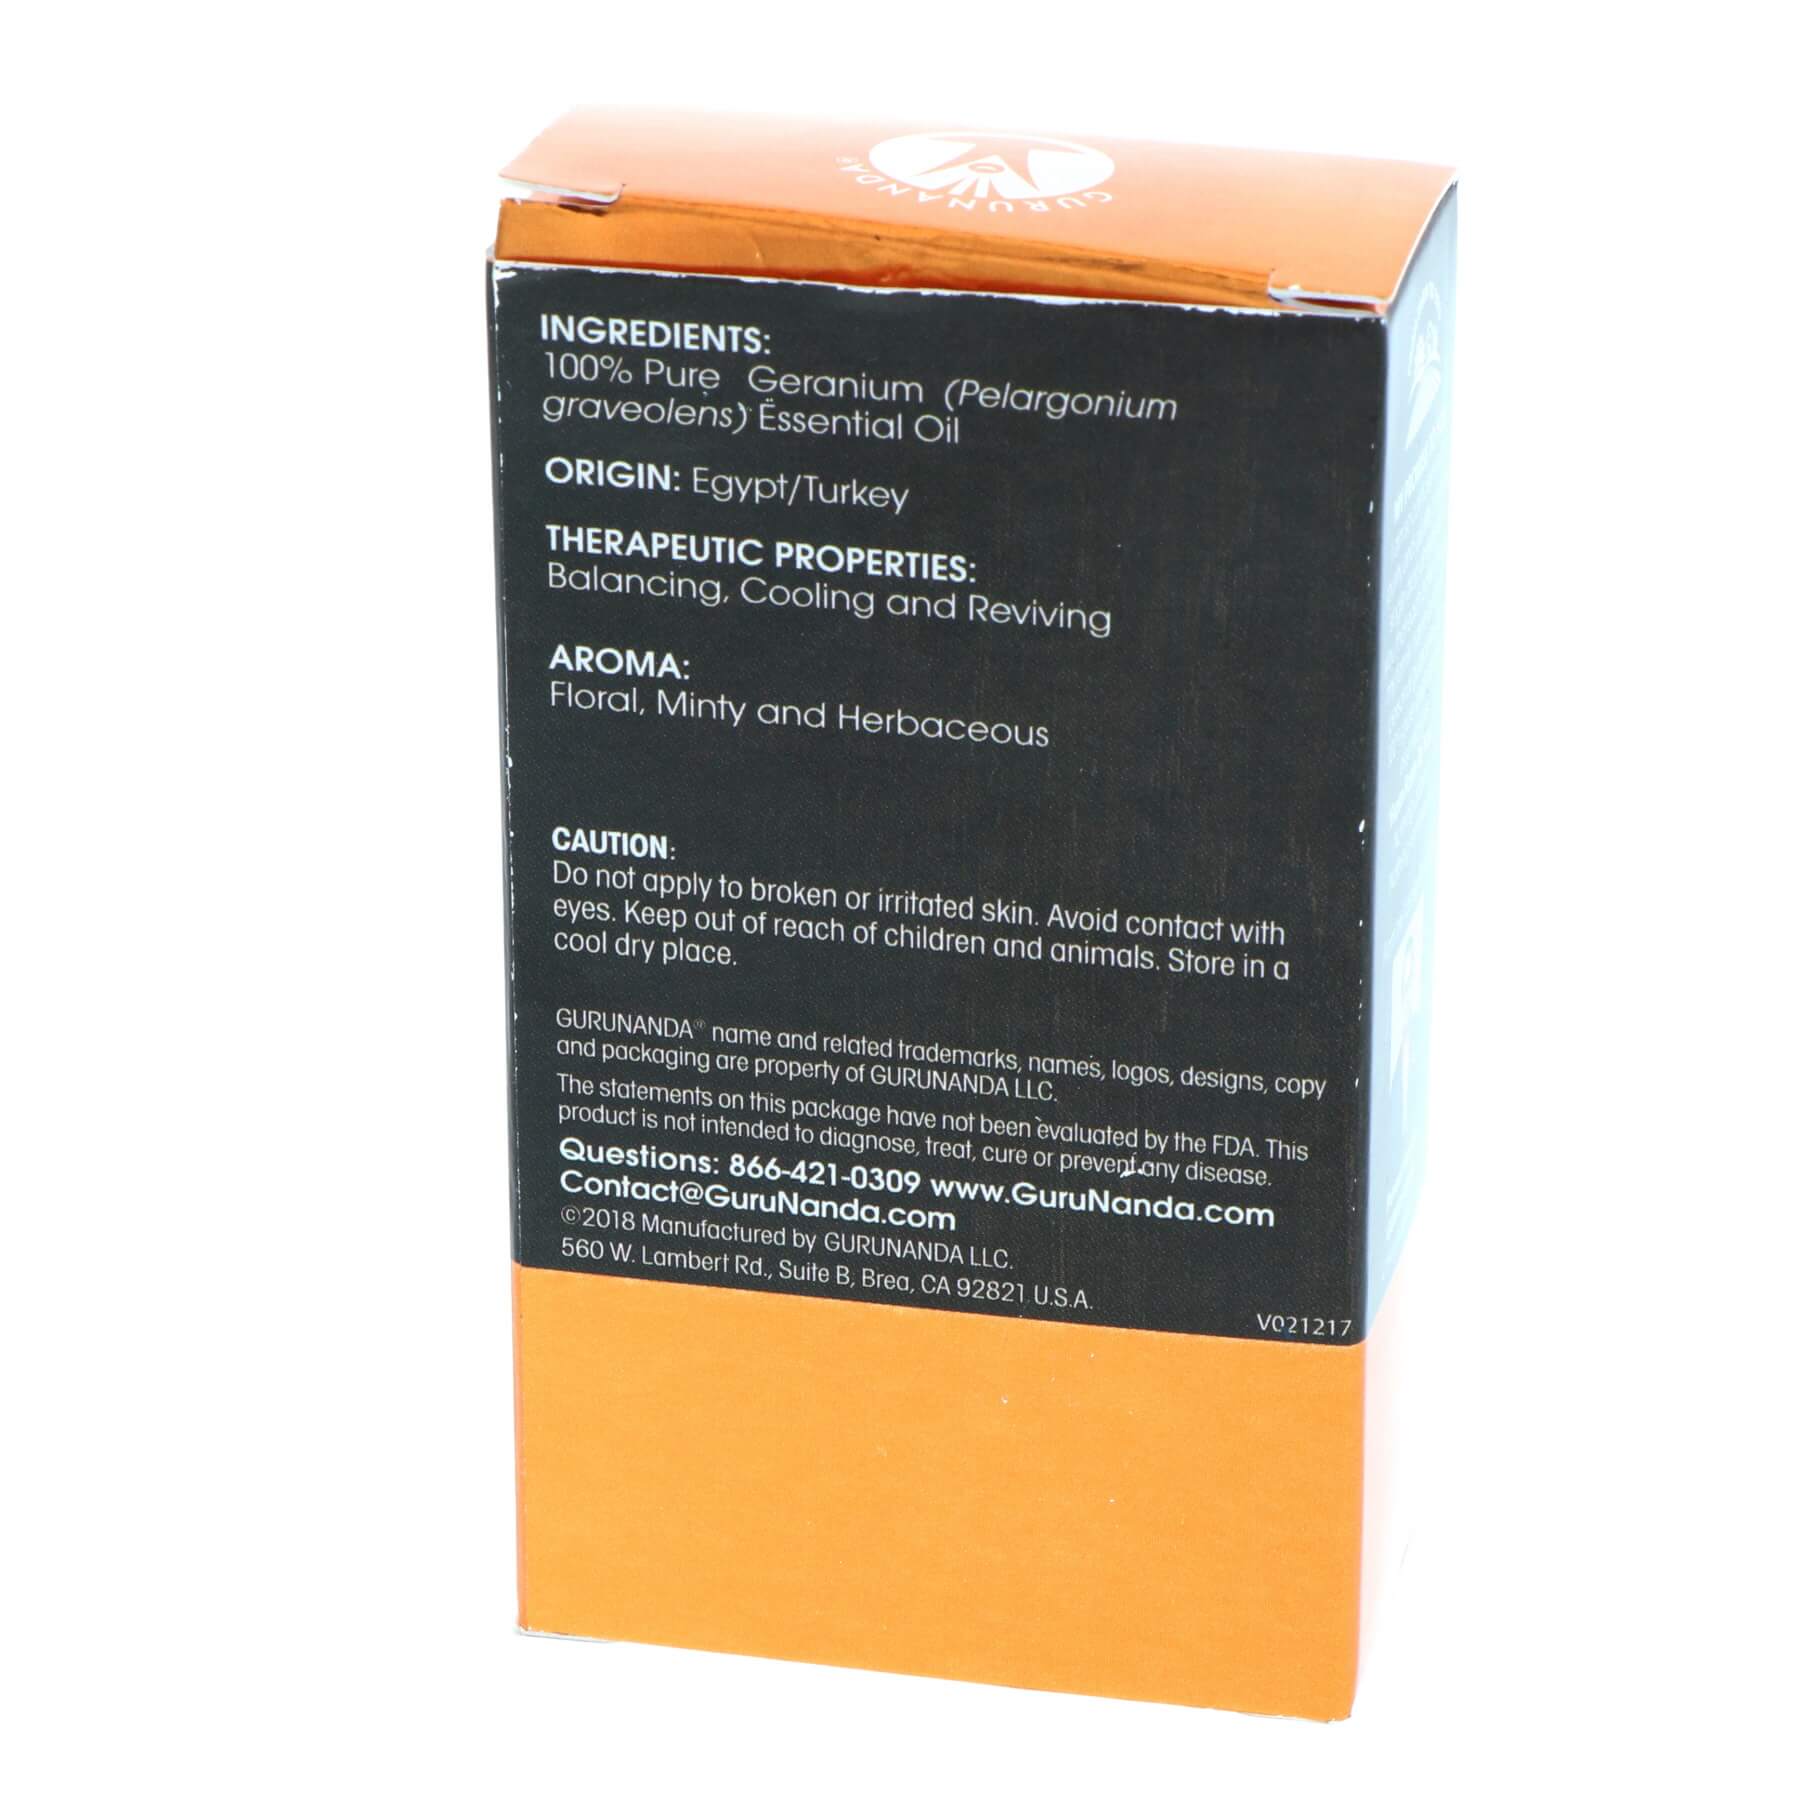 GURUNANDA®
INGREDIENTS:
100% Pure Geranium (Pelargonium
graveolens) Essential Oil
ORIGIN: Egypt/Turkey
THERAPEUTIC PROPERTIES:
Balancing, Cooling and Reviving
AROMA:
Floral, Minty and Herbaceous
CAUTION:
Do not apply to broken or irritated skin. Avoid contact with
eyes. Keep out of reach of children and animals. Store in a
cool dry place.
GURUNANDA® name and related trademarks, names, logos, designs, copy
and packaging are property of GURUNANDA LLC.
The statements on this package have not been evaluated by the FDA. This
product is not intended to diagnose, treat, cure or prevent any disease.
Questions: 866-421-0309 www.GuruNanda.com
Contact@GuruNanda.com
©2018 Manufactured by GURUNANDA LLC.
560 W. Lambert Rd., Suite B, Brea, CA 92821 U.S.A.
V021217